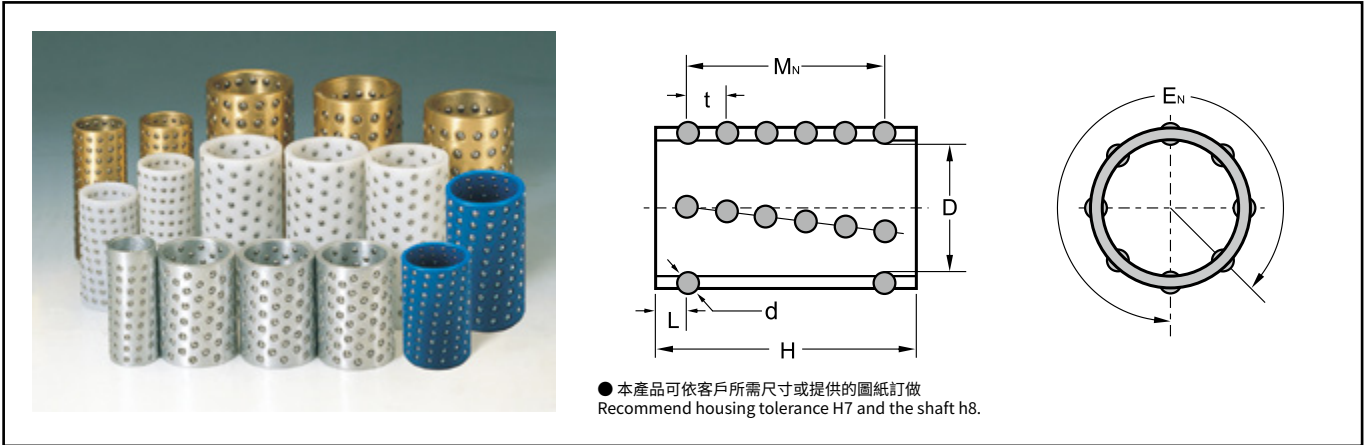 MN
t
D
L
d
H
EN
● 本產品可依客戶所需尺寸或提供的圖紙訂做
Recommend housing tolerance H7 and the shaft h8.